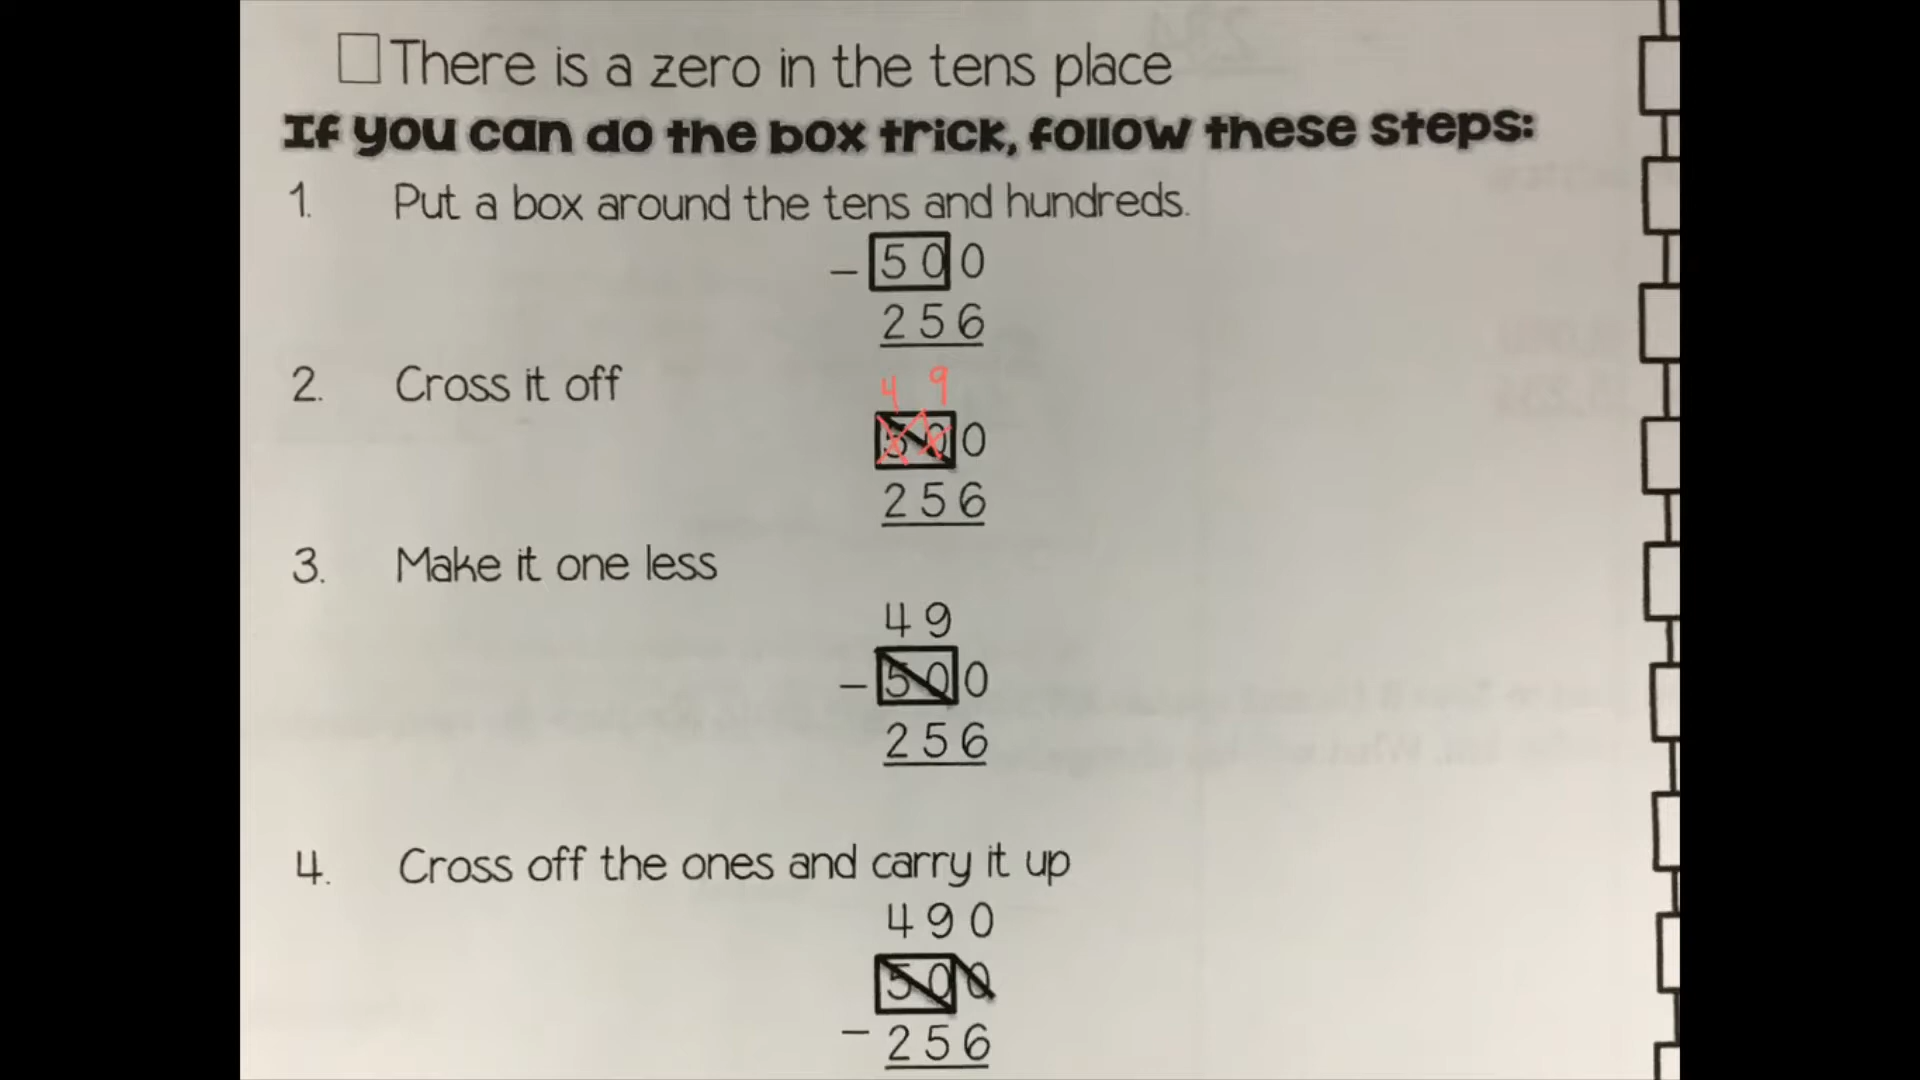 There is a zero in the tens place
If you can do the box trick, follow these steps:
1. Put a box around the tens and hundreds.
- 500
256
2. Cross it off
4 9
500
256
3. Make it one less
49
- 500
256
4. Cross off the ones and carry it up
490
500
- 256